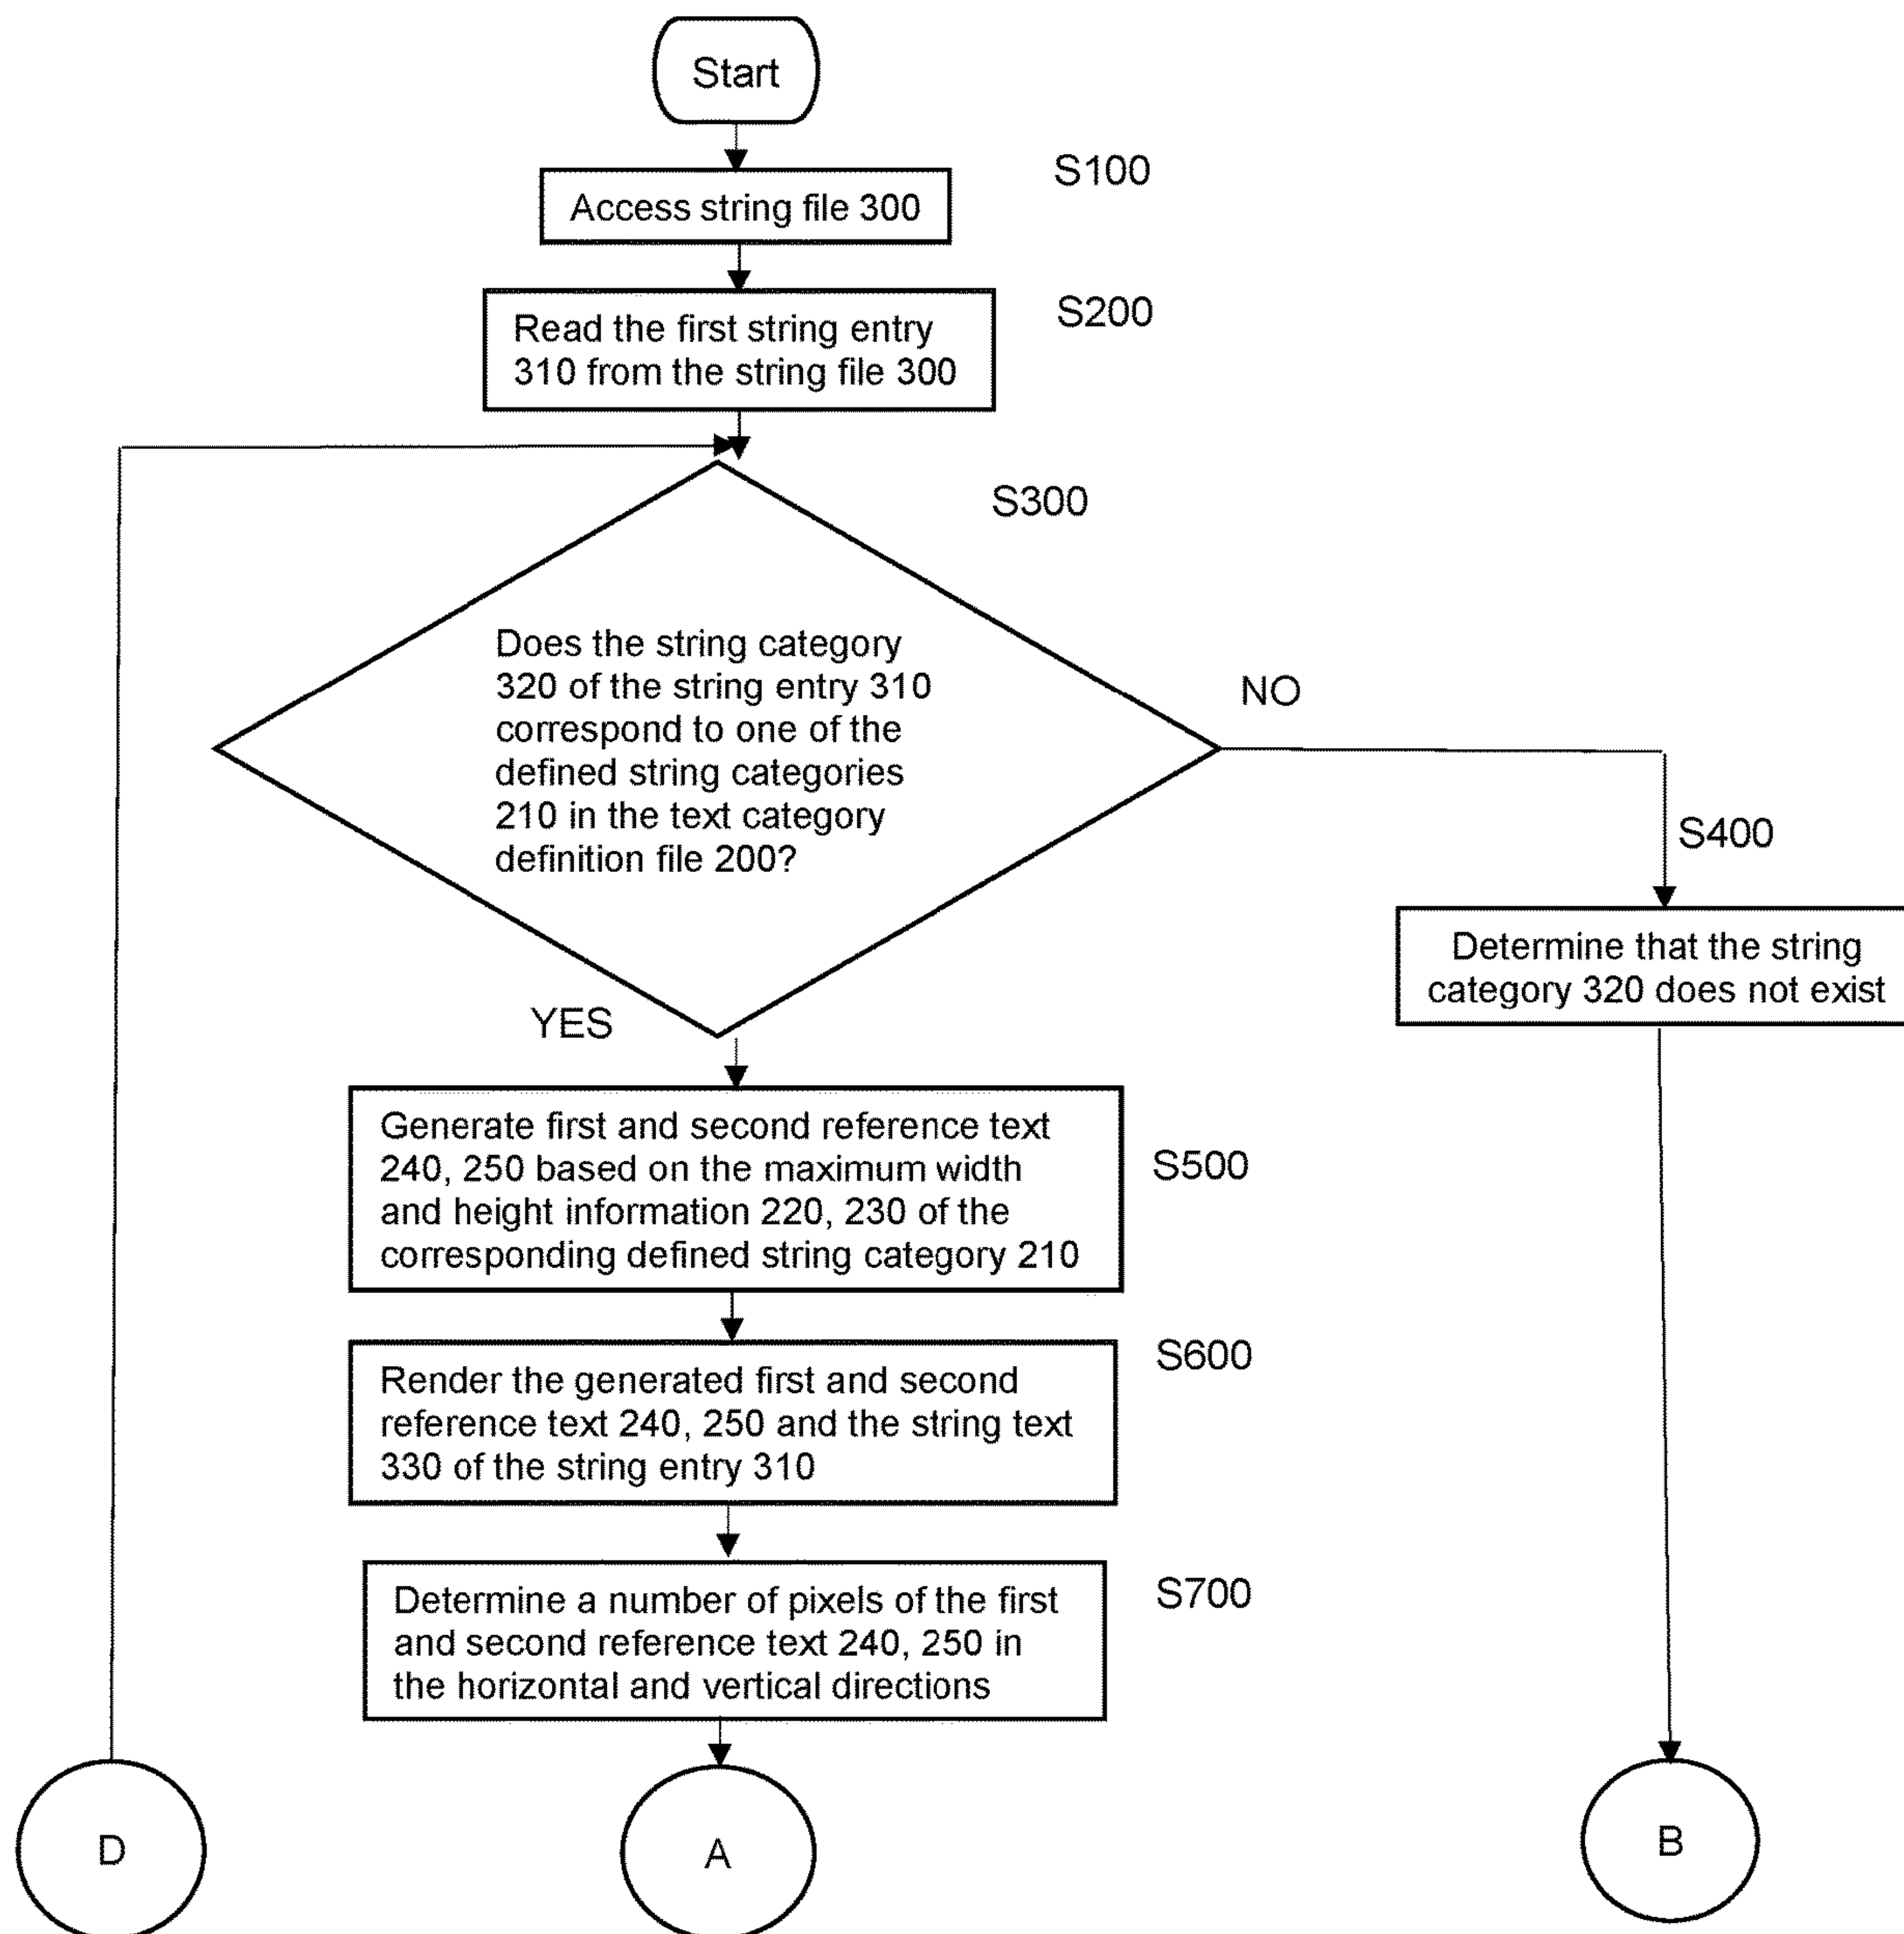 Start
S100
Access string file 300
S200
Read the first string entry
310 from the string file 300
S300
Does the string category
320 of the string entry 310
correspond to one of the
defined string categories
210 in the text category
definition file 200?
NO
S400
Determine that the string
category 320 does not exist
YES
Generate first and second reference text
240, 250 based on the maximum width
and height information 220, 230 of the
corresponding defined string category 210
S500
Render the generated first and second
reference text 240, 250 and the string text
330 of the string entry 310
S600
Determine a number of pixels of the first
and second reference text 240, 250 in
the horizontal and vertical directions
S700
D
A
B